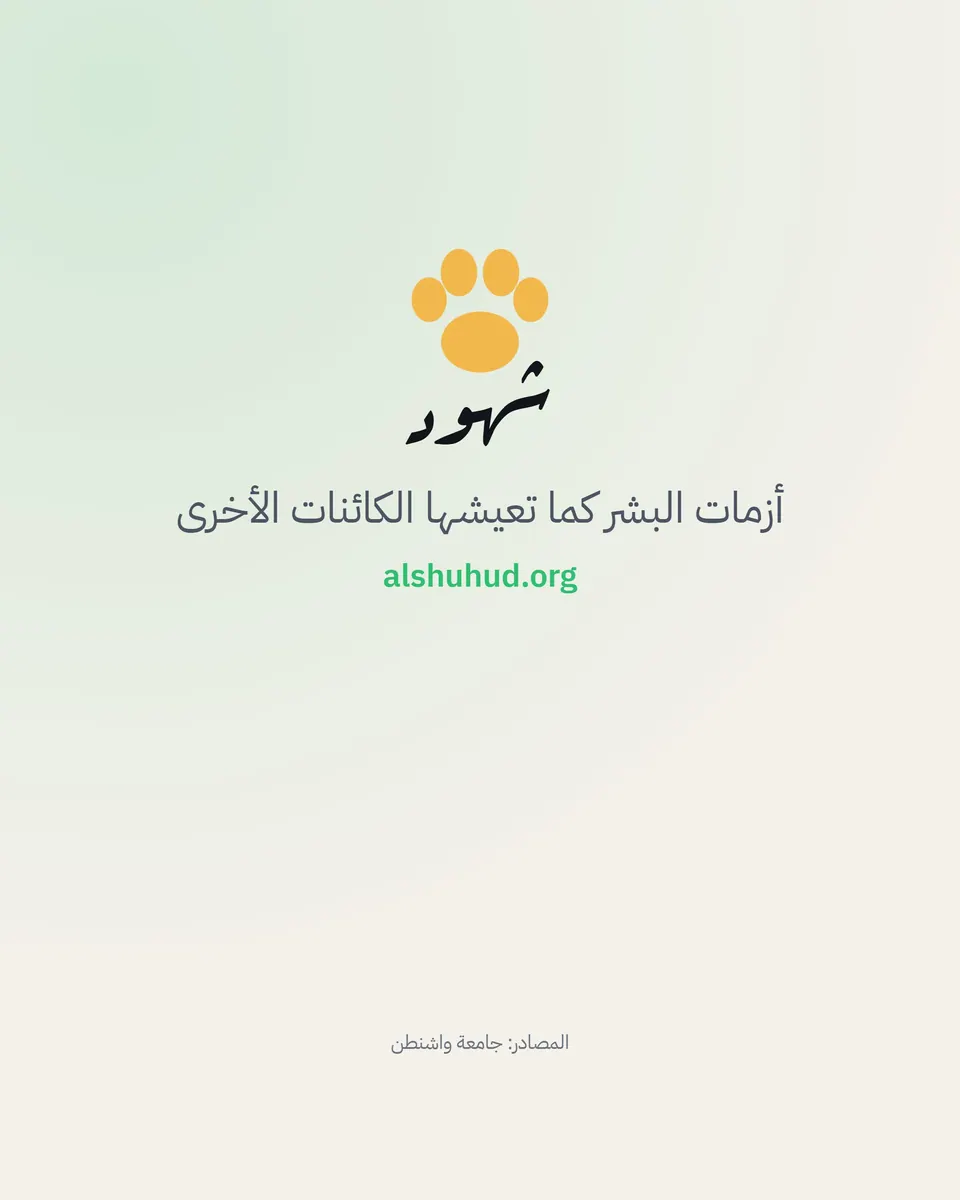 شهود
أزمات البشر كما تعيشها الكائنات الأخرى
alshuhud.org
المصادر: جامعة واشنطن